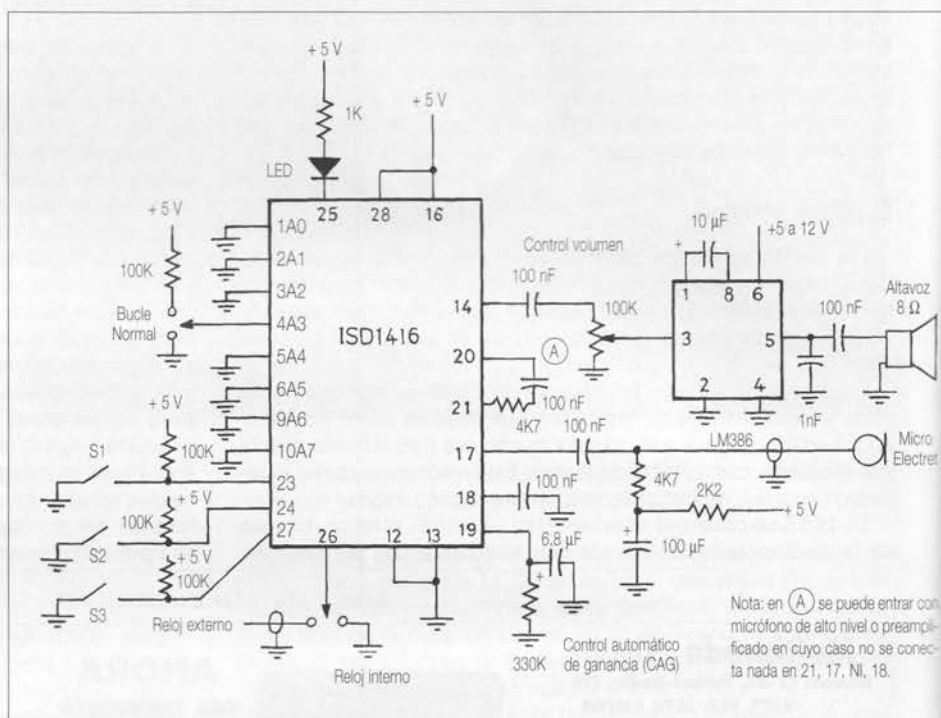 + 5 V
1K
LED
+ 5 V
25
28
16
1A0
2A1
3A2
4A3
5A4
6A5
9A6
10A7
23
24
27
26
12
13
ISD1416
14
20
21
17
18
19
+ 5 V
100K
Bucle
Normal
+ 5 V
S1
100K
+ 5 V
S2
100K
+ 5 V
S3
100K
Reloj externo
Reloj interno
Control volumen
100 nF
100K
A
100 nF
4K7
100 nF
100 nF
6,8 µF
330K
Control automático
de ganancia (CAG)
10 µF
+5 a 12 V
1
8
6
3
5
2
4
100 nF
Altavoz
8 Ω
1nF
LM386
Micro
Electret
4K7
2K2
+ 5 V
100 µF
Nota: en A se puede entrar con
micrófono de alto nivel o preampli-
ficado en cuyo caso no se conec-
ta nada en 21, 17, NI, 18.